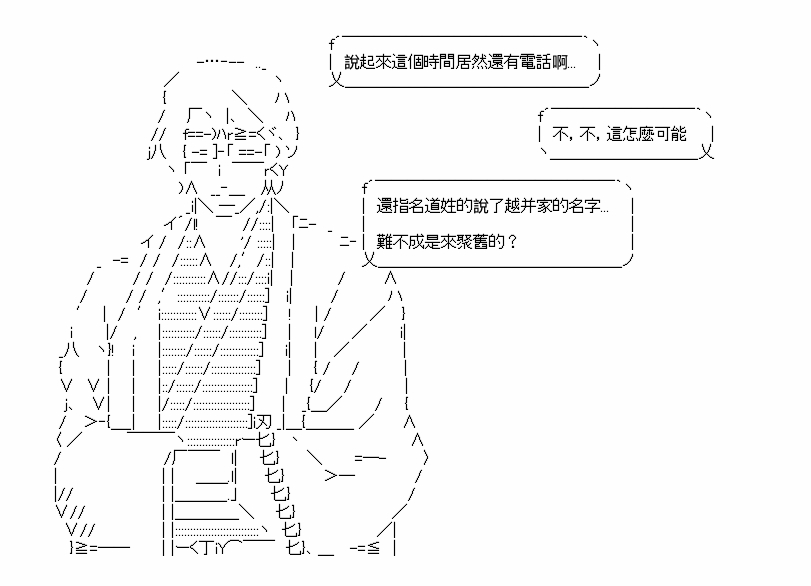 說起來這個時間居然還有電話啊...
不，不，這怎麼可能
還指名道姓的說了越并家的名字...
難不成是來聚舊的？